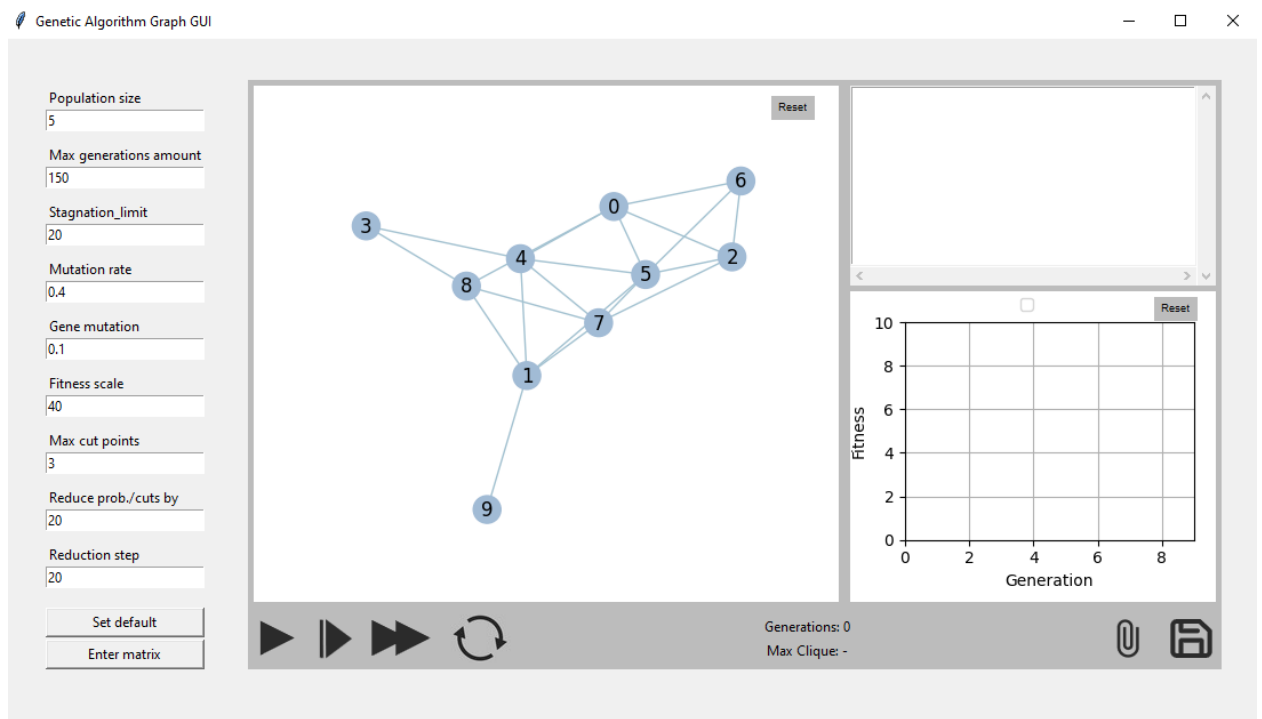 Genetic Algorithm Graph GUI
Population size
5
Max generations amount
150
Stagnation_limit
20
Mutation rate
0.4
Gene mutation
0.1
Fitness scale
40
Max cut points
3
Reduce prob./cuts by
20
Reduction step
20
Set default
Enter matrix
Reset
6
0
3
4
2
5
8
7
1
9
Reset
10
8
6
4
2
0
Fitness
0 2 4 6 8
Generation
Generations: 0
Max Clique: -